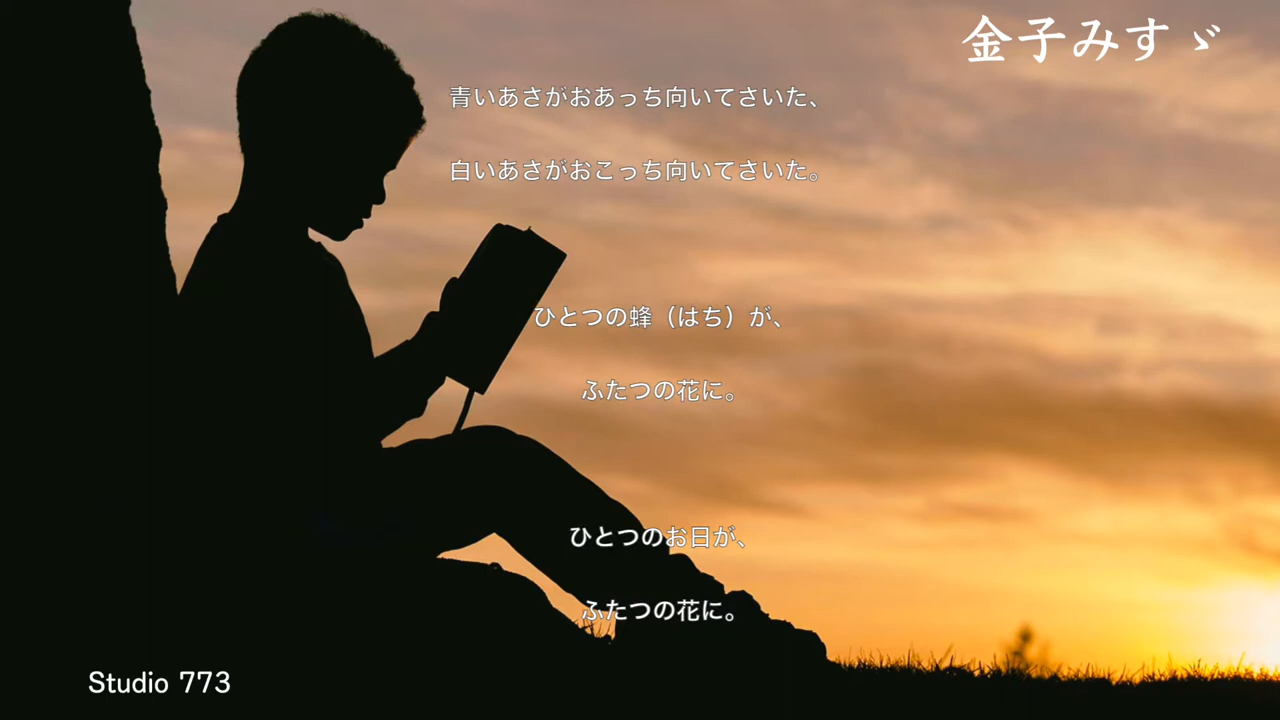 金子みすゞ
青いあさがおあっち向いてさいた、
白いあさがおこっち向いてさいた。
ひとつの蜂（はち）が、
ふたつの花に。
ひとつのお日が、
ふたつの花に。
Studio 773